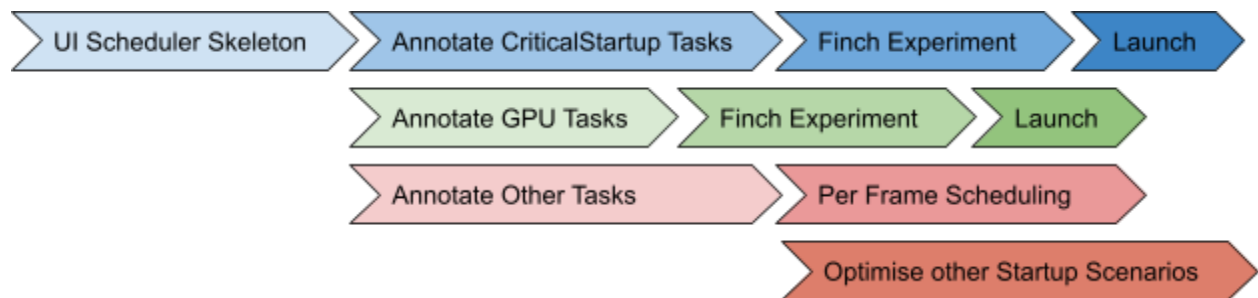 UI Scheduler Skeleton
Annotate CriticalStartup Tasks
Finch Experiment
Launch
Annotate GPU Tasks
Finch Experiment
Launch
Annotate Other Tasks
Per Frame Scheduling
Optimise other Startup Scenarios